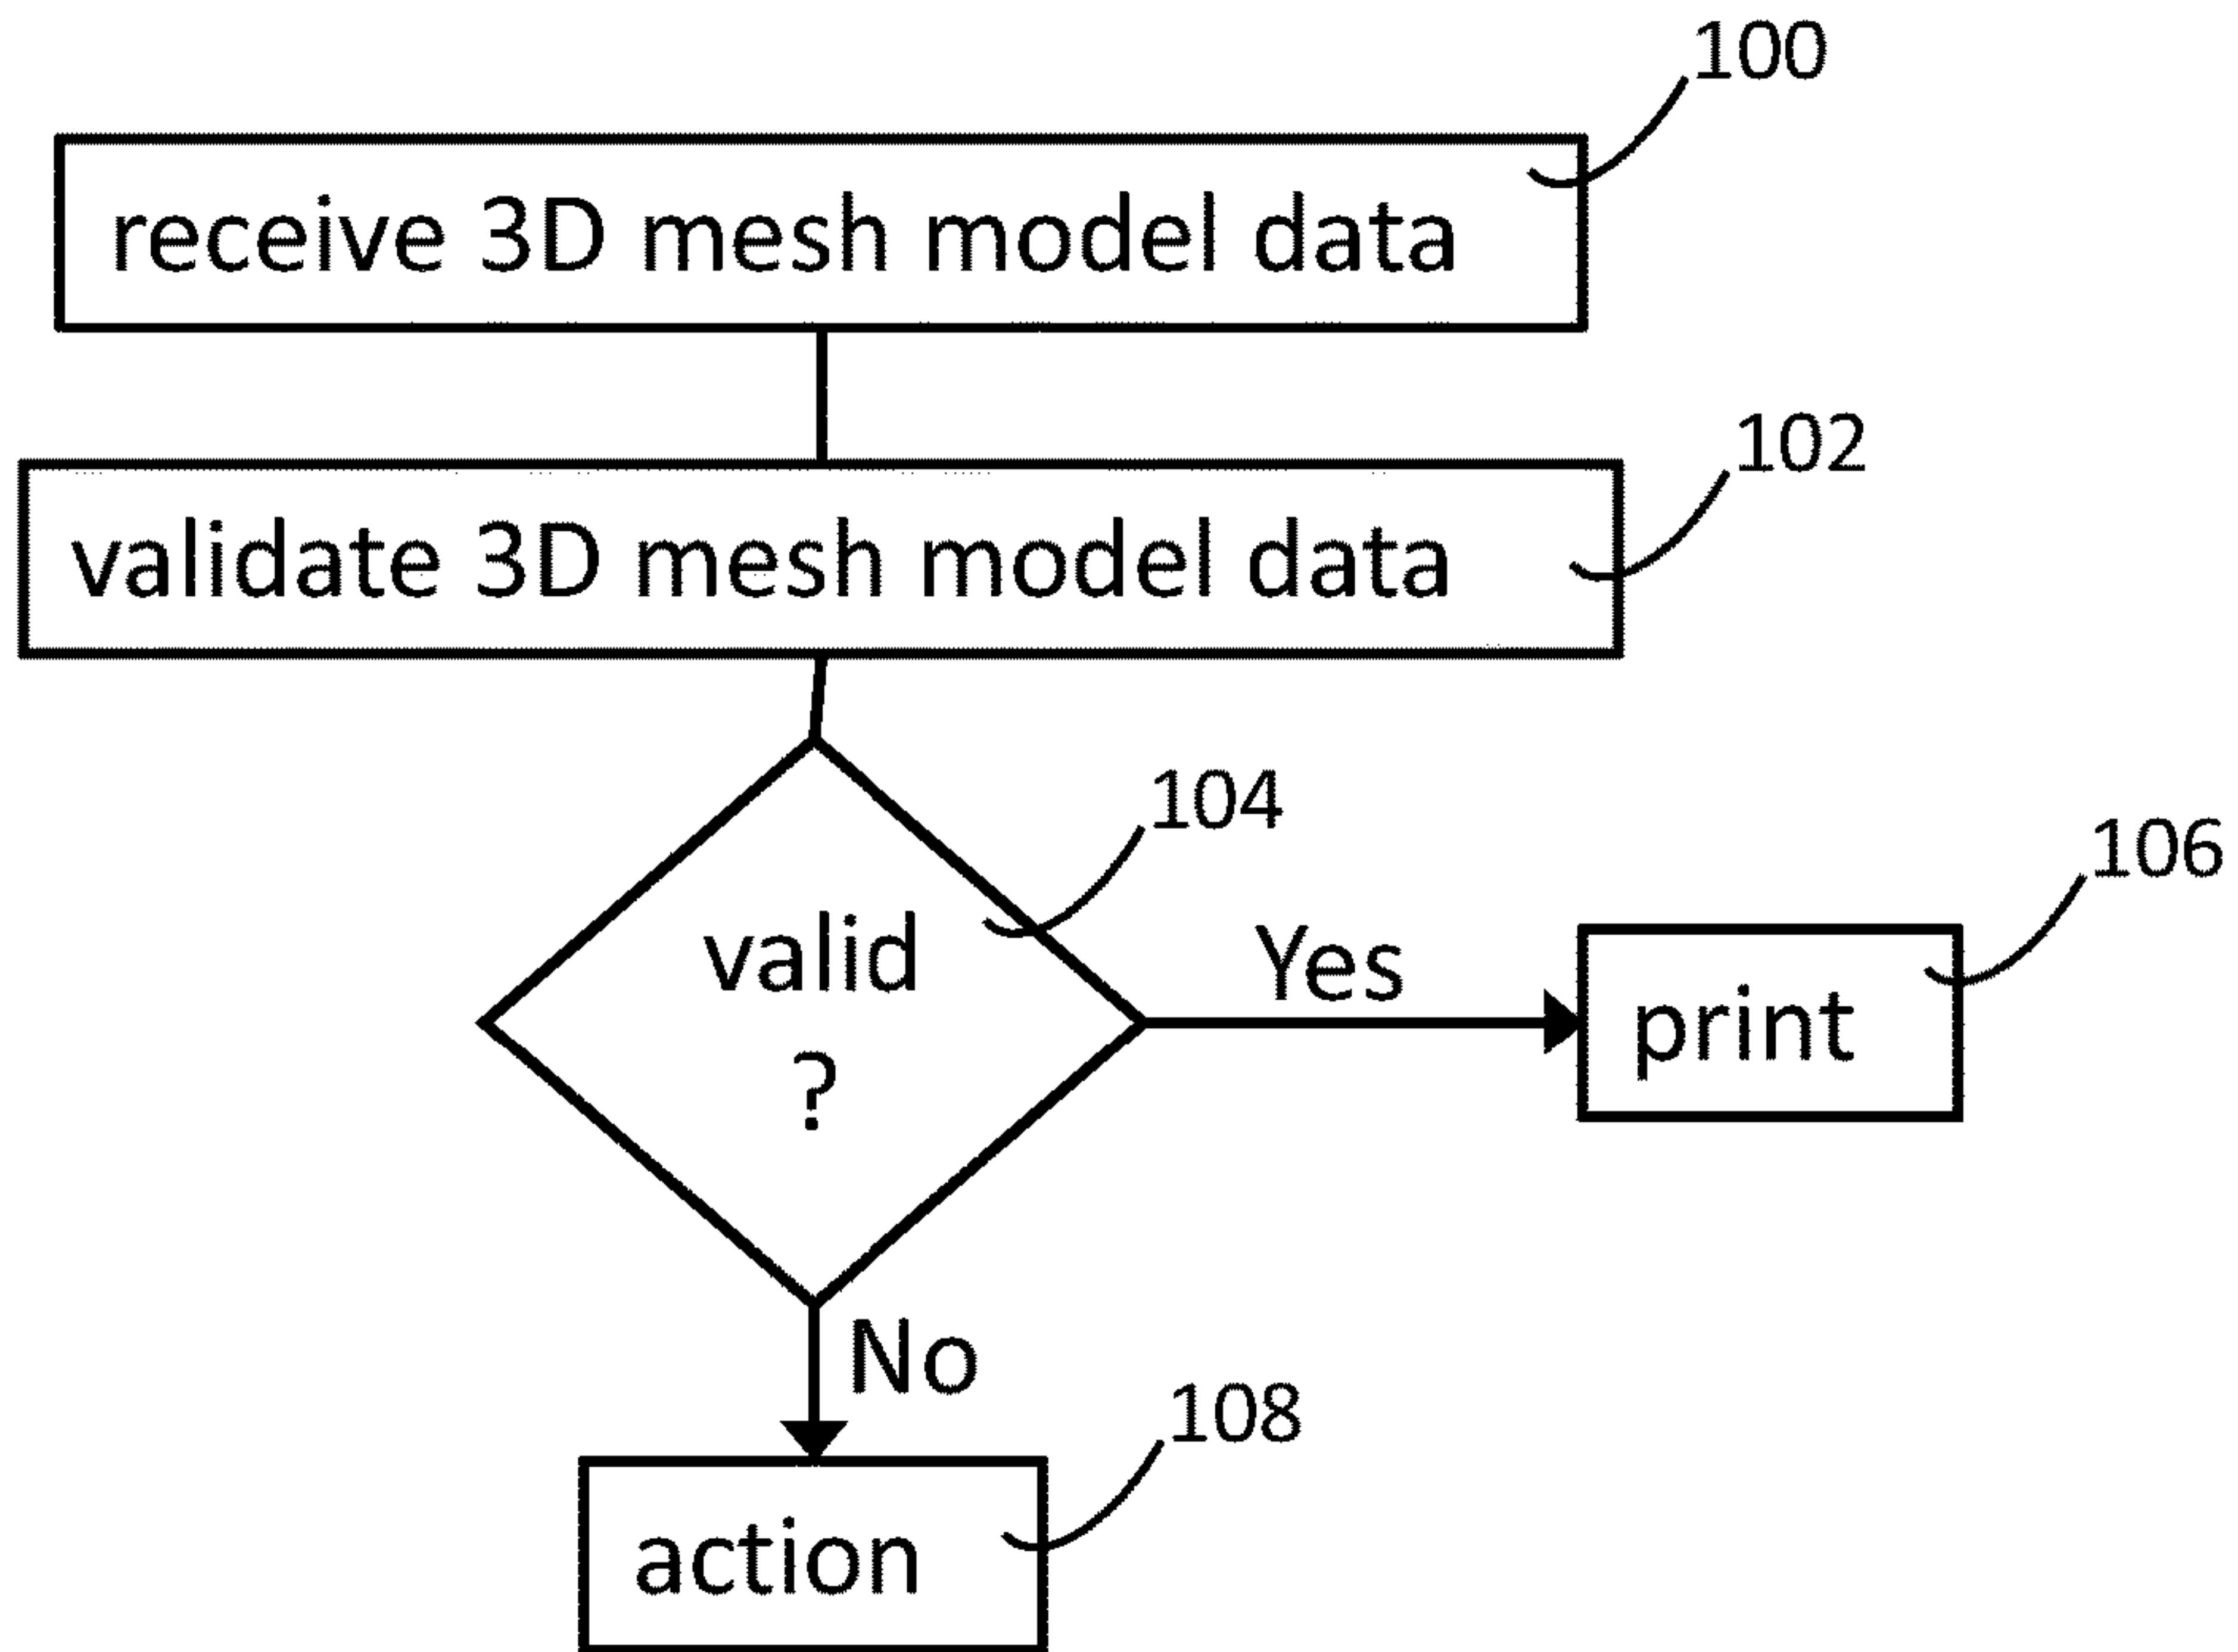 100
receive 3D mesh model data
102
validate 3D mesh model data
104
106
valid
?
Yes
print
No
108
action